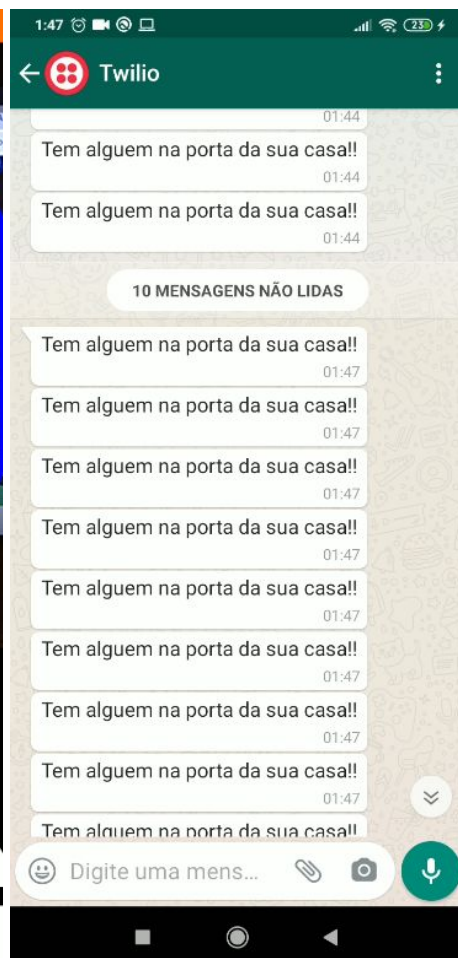 1:47 23
Twilio
01:44
Tem alguem na porta da sua casa!!
01:44
Tem alguem na porta da sua casa!!
01:44
10 MENSAGENS NÃO LIDAS
Tem alguem na porta da sua casa!!
01:47
Tem alguem na porta da sua casa!!
01:47
Tem alguem na porta da sua casa!!
01:47
Tem alguem na porta da sua casa!!
01:47
Tem alguem na porta da sua casa!!
01:47
Tem alguem na porta da sua casa!!
01:47
Tem alguem na porta da sua casa!!
01:47
Tem alguem na porta da sua casa!!
01:47
Tem alguem na porta da sua casa!!
Digite uma mens...